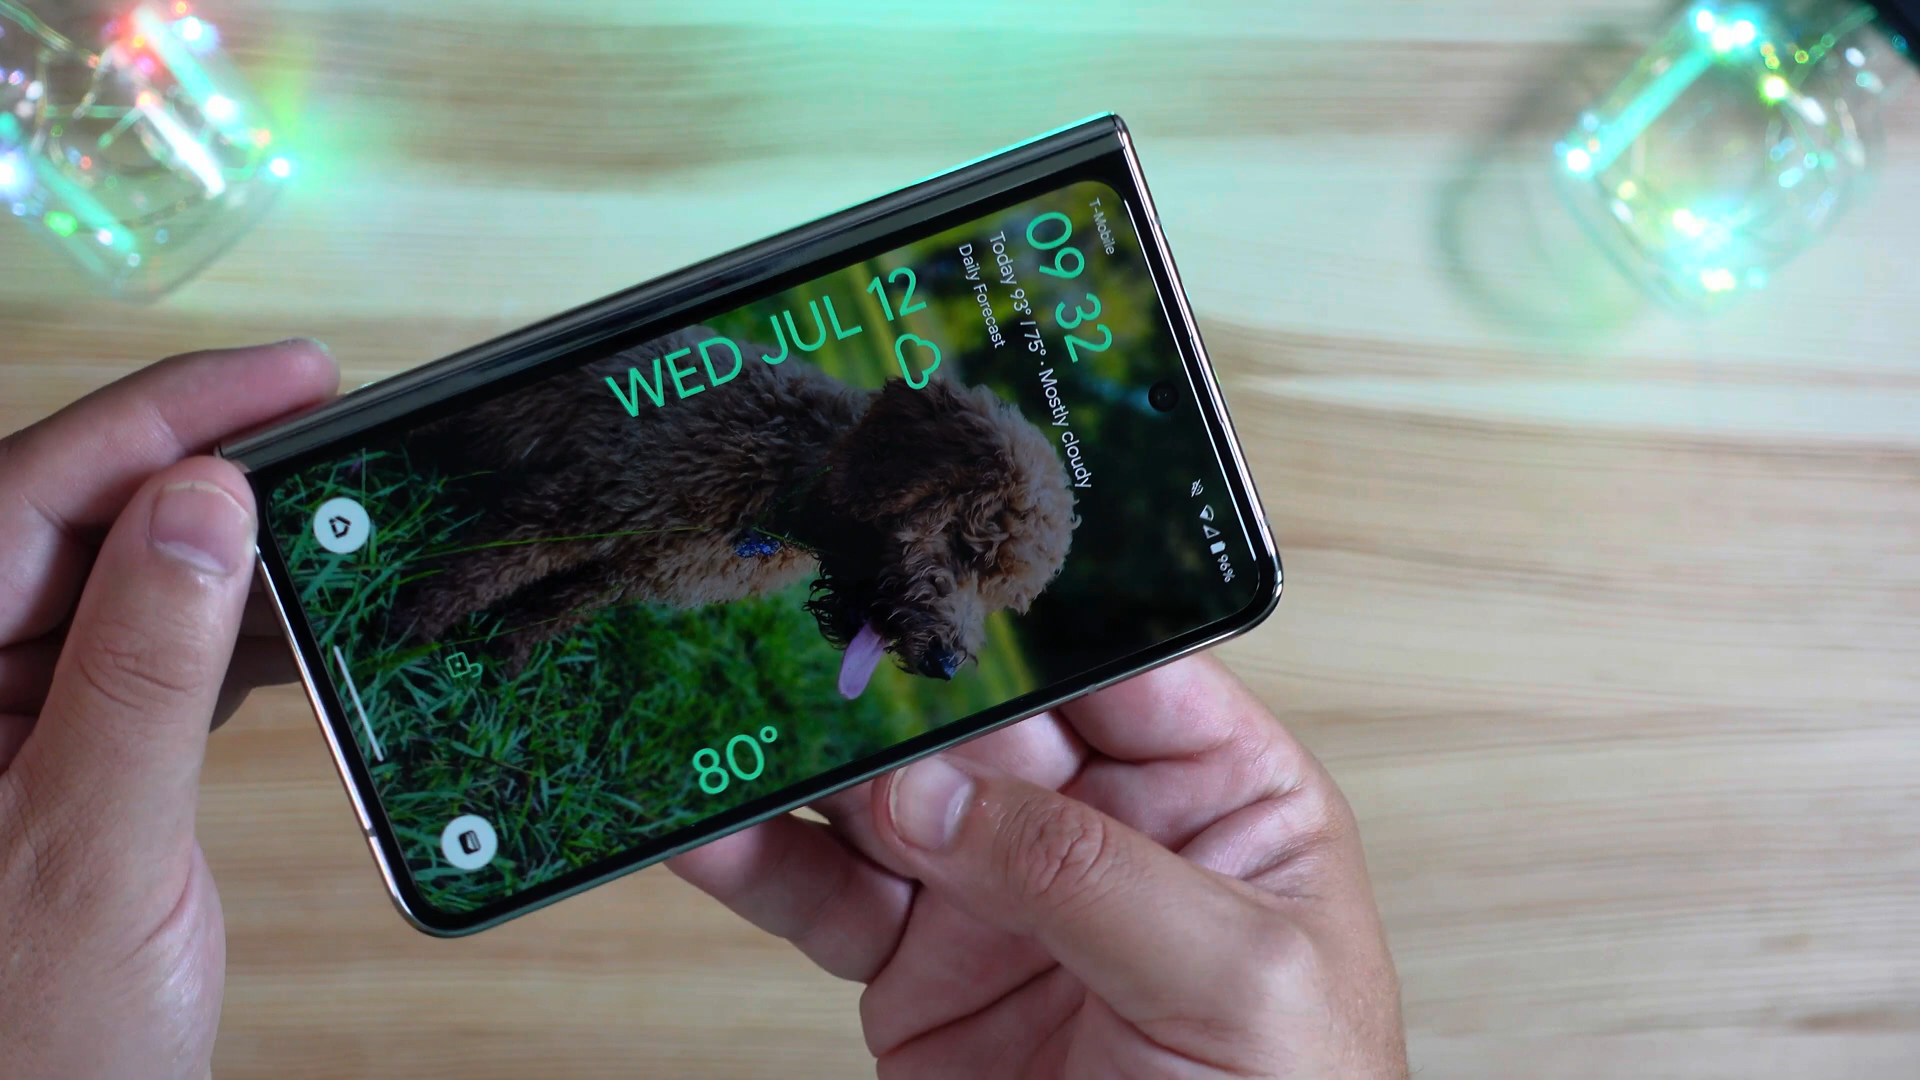 T-Mobile
96%
09 32
Today 93° / 75° · Mostly cloudy
Daily Forecast
WED JUL 12
80°